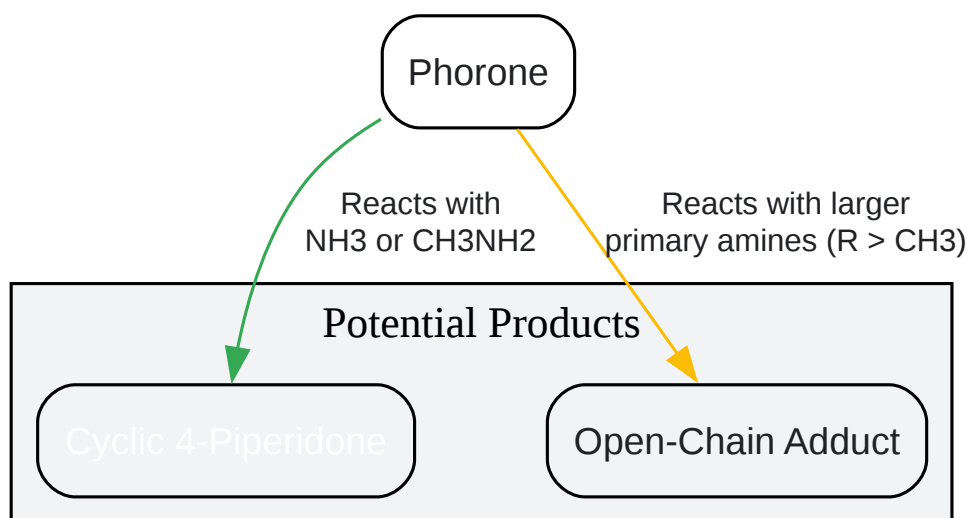 Phorone
Reacts with
NH3 or CH3NH2
Reacts with larger
primary amines (R > CH3)
Potential Products
Cyclic 4-Piperidone
Open-Chain Adduct